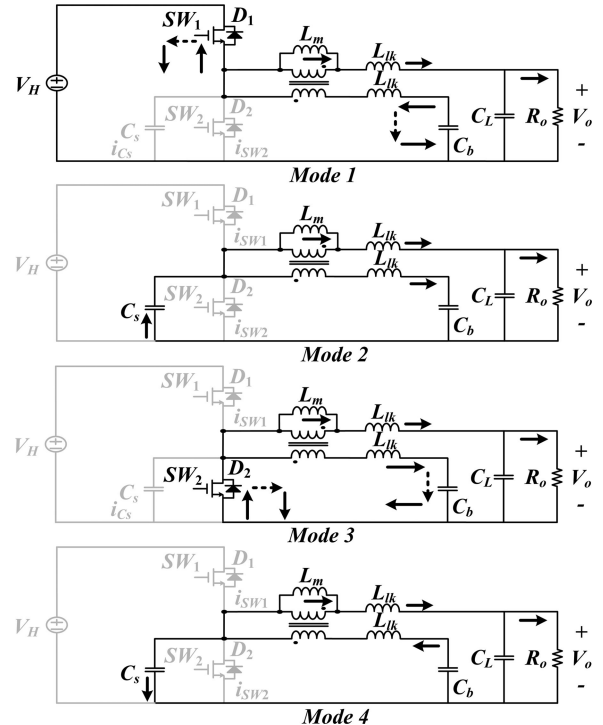 SW1 D1
Lm Llk
VH
Llk
D2
Cs SW2
iCs iSW2
Cb
CL Ro + Vo -
Mode 1
SW1 D1
Lm Llk
iSW1
VH
Llk
D2
Cs SW2
iSW2
Cb
CL Ro + Vo -
Mode 2
SW1 D1
Lm Llk
iSW1
VH
Llk
D2
Cs SW2
iCs
Cb
CL Ro + Vo -
Mode 3
SW1 D1
Lm Llk
iSW1
VH
Llk
D2
Cs SW2
iSW2
Cb
CL Ro + Vo -
Mode 4